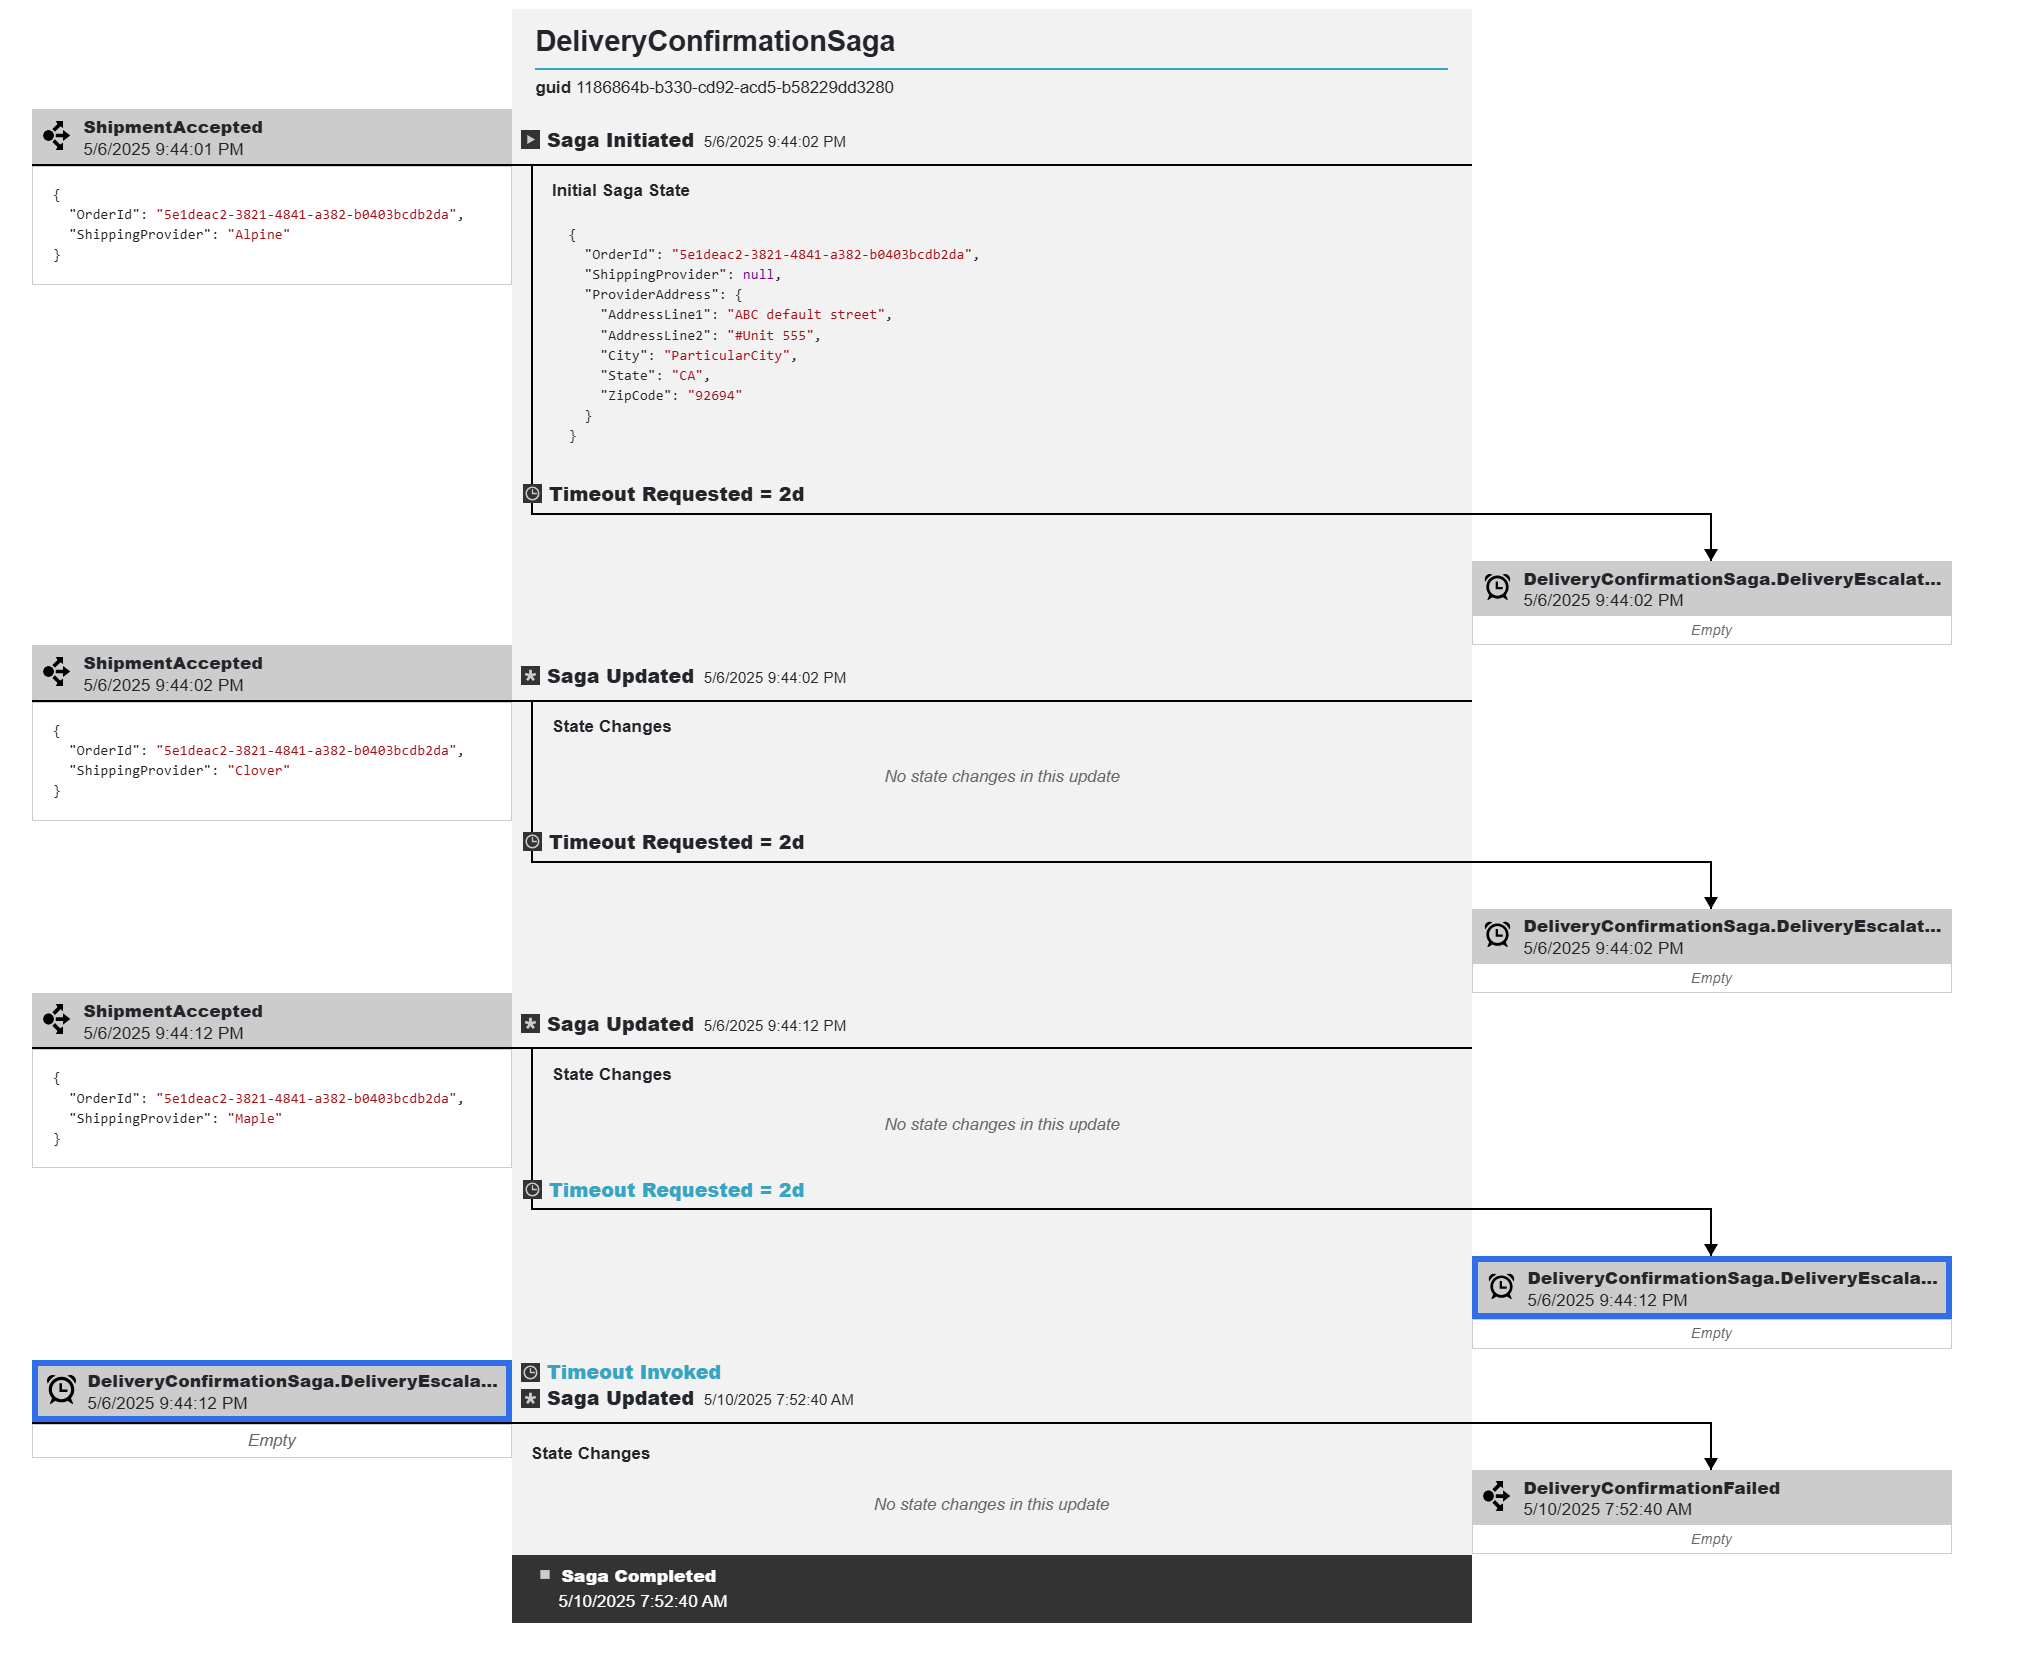 DeliveryConfirmationSaga
guid 1186864b-b330-cd92-acd5-b58229dd3280
ShipmentAccepted
5/6/2025 9:44:01 PM
{
"OrderId": "5e1deac2-3821-4841-a382-b0403bcdb2da",
"ShippingProvider": "Alpine"
}
Saga Initiated 5/6/2025 9:44:02 PM
Initial Saga State
{
"OrderId": "5e1deac2-3821-4841-a382-b0403bcdb2da",
"ShippingProvider": null,
"ProviderAddress": {
"AddressLine1": "ABC default street",
"AddressLine2": "#Unit 555",
"City": "ParticularCity",
"State": "CA",
"ZipCode": "92694"
}
}
Timeout Requested = 2d
DeliveryConfirmationSaga.DeliveryEscalat...
5/6/2025 9:44:02 PM
Empty
ShipmentAccepted
5/6/2025 9:44:02 PM
{
"OrderId": "5e1deac2-3821-4841-a382-b0403bcdb2da",
"ShippingProvider": "Clover"
}
Saga Updated 5/6/2025 9:44:02 PM
State Changes
No state changes in this update
Timeout Requested = 2d
DeliveryConfirmationSaga.DeliveryEscalat...
5/6/2025 9:44:02 PM
Empty
ShipmentAccepted
5/6/2025 9:44:12 PM
{
"OrderId": "5e1deac2-3821-4841-a382-b0403bcdb2da",
"ShippingProvider": "Maple"
}
Saga Updated 5/6/2025 9:44:12 PM
State Changes
No state changes in this update
Timeout Requested = 2d
DeliveryConfirmationSaga.DeliveryEscala...
5/6/2025 9:44:12 PM
Empty
DeliveryConfirmationSaga.DeliveryEscala...
5/6/2025 9:44:12 PM
Empty
Timeout Invoked
Saga Updated 5/10/2025 7:52:40 AM
State Changes
No state changes in this update
DeliveryConfirmationFailed
5/10/2025 7:52:40 AM
Empty
Saga Completed
5/10/2025 7:52:40 AM